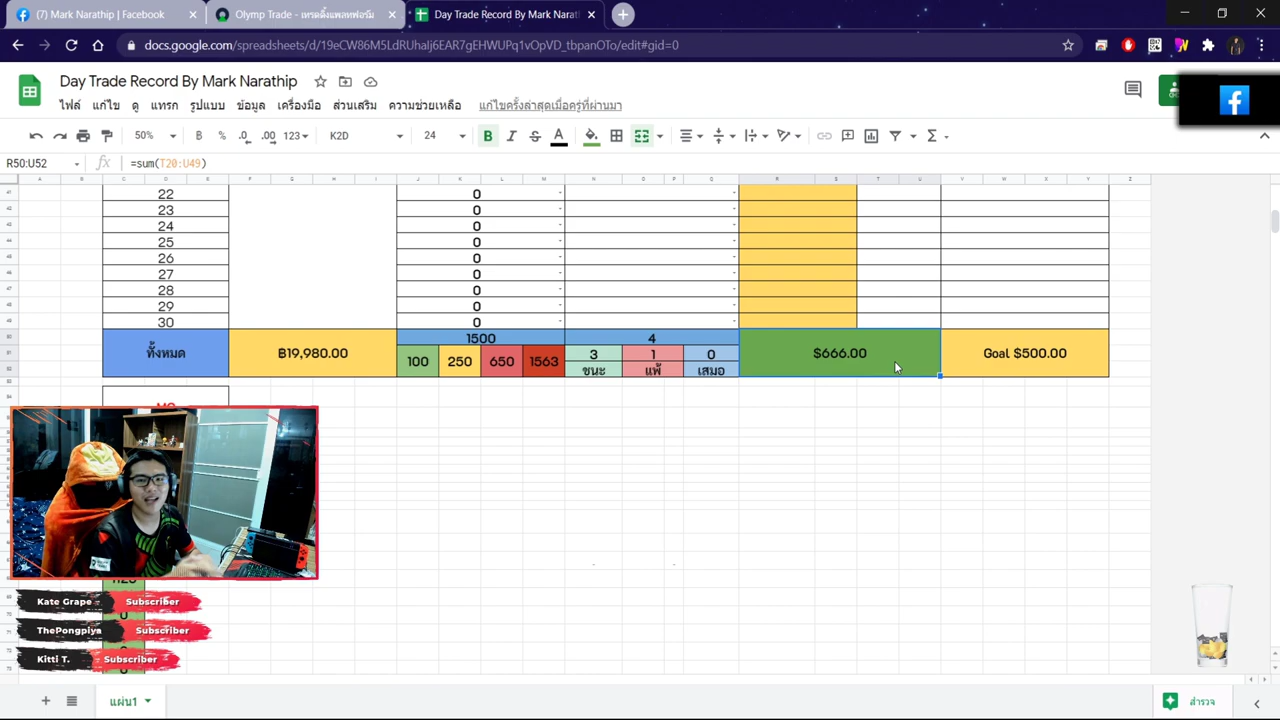 (7) Mark Narathip | Facebook
Olymp Trade - เทรดดิ้งแพลทฟอร์ม
Day Trade Record By Mark Narat
docs.google.com/spreadsheets/d/19eCW86M5LdRUhaIj6EAR7gEHWUPq1vOpVD_tbpanOTo/edit#gid=0
Day Trade Record By Mark Narathip
ไฟล์ แก้ไข ดู แทรก รูปแบบ ข้อมูล เครื่องมือ ส่วนเสริม ความช่วยเหลือ แก้ไขครั้งล่าสุดเมื่อครู่ที่ผ่านมา
50% ฿ % .0 .00 123 K2D 24 B I S A
R50:U52 fx =sum(T20:U49)
22 0
23 0
24 0
25 0
26 0
27 0
28 0
29 0
30 0
ทั้งหมด ฿19,980.00 1500 4 $666.00 Goal $500.00
100 250 650 1563 3 1 0
ชนะ แพ้ เสมอ
Kate Grape Subscriber
ThePongpiya Subscriber
Kitti T. Subscriber
แผ่น1
สำรวจ